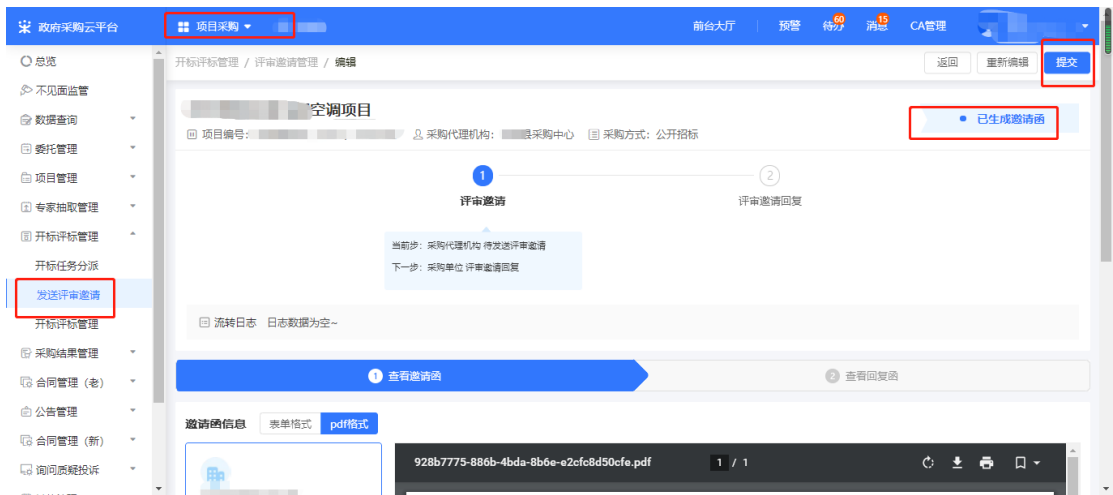 政府采购云平台
项目采购
前台大厅
预警
待办
60
消息
15
CA管理
总览
不见面监管
数据查询
委托管理
项目管理
专家抽取管理
开标评标管理
开标任务分派
发送评审邀请
开标评标管理
采购结果管理
合同管理（老）
公告管理
合同管理（新）
询问质疑投诉
开标评标管理 / 评审邀请管理 / 编辑
返回
重新编辑
提交
空调项目
已生成邀请函
项目编号：
采购代理机构：
县采购中心
采购方式：公开招标
1
2
评审邀请
评审邀请回复
当前步：采购代理机构 待发送评审邀请
下一步：采购单位 评审邀请回复
流转日志 日志数据为空~
1 查看邀请函
2 查看回复函
邀请函信息
表单格式
pdf格式
928b7775-886b-4bda-8b6e-e2cfc8d50cfe.pdf
1 / 1